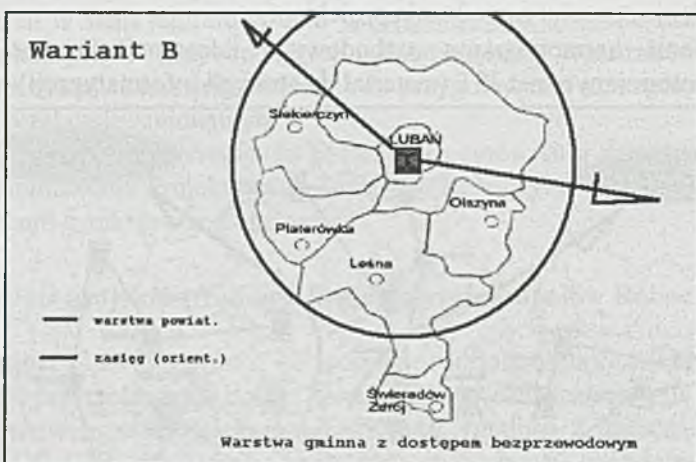 Wariant B
Siekierczyn
LUBAŃ
Olszyna
Platerówka
Leśna
warstwa powiat.
zasięg (orient.)
Świeradów
Zdrój
Warstwa gminna z dostępem bezprzewodowym